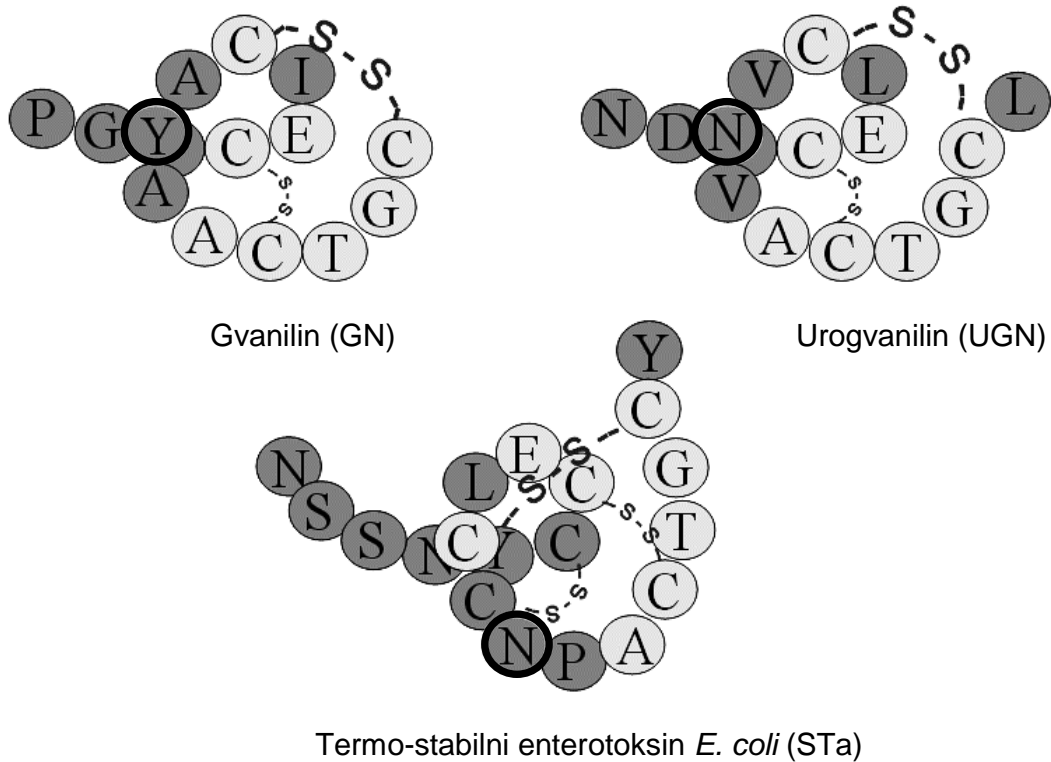 P G C E I C A Y A A C T G C
S - S
s - s
Gvanilin (GN)
N D C E L C V N V A C T G C L
S - S
s - s
Urogvanilin (UGN)
N S S N Y C C E L C C N P A C T G C Y
S - S
s - s
s - s
Termo-stabilni enterotoksin E. coli (STa)